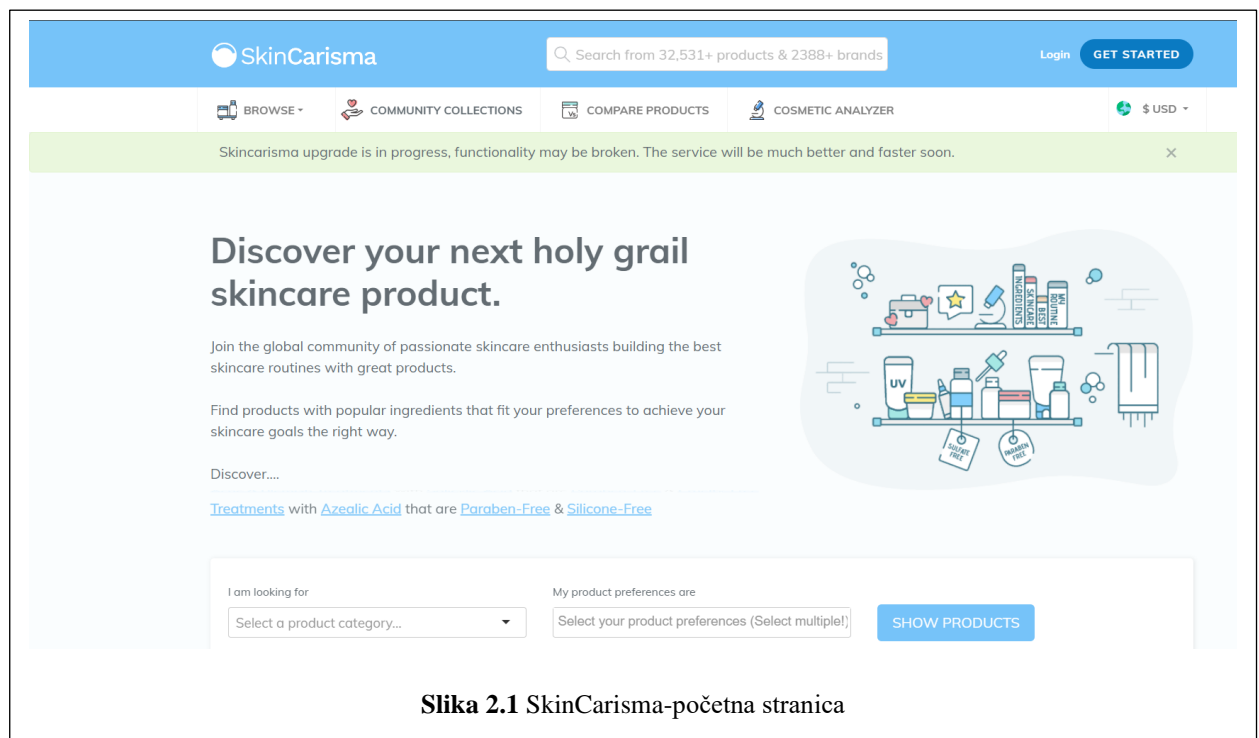 SkinCarisma
Search from 32,531+ products & 2388+ brands
Login
GET STARTED
BROWSE
COMMUNITY COLLECTIONS
Vs
COMPARE PRODUCTS
COSMETIC ANALYZER
$ USD
Skincarisma upgrade is in progress, functionality may be broken. The service will be much better and faster soon.
×
Discover your next holy grail
skincare product.
Join the global community of passionate skincare enthusiasts building the best
skincare routines with great products.
Find products with popular ingredients that fit your preferences to achieve your
skincare goals the right way.
Discover....
Treatments with Azealic Acid that are Paraben-Free & Silicone-Free
INGREDIENTS
SKINCARE
BEST
MY
ROUTINE
UV
SULFATE
FREE
PARABEN
FREE
I am looking for
Select a product category...
My product preferences are
Select your product preferences (Select multiple!)
SHOW PRODUCTS
Slika 2.1 SkinCarisma-početna stranica